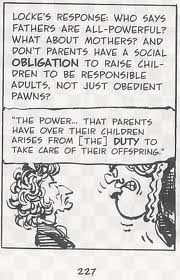 LOCKE'S RESPONSE: WHO SAYS
FATHERS ARE ALL-POWERFUL?
WHAT ABOUT MOTHERS? AND
DON'T PARENTS HAVE A SOCIAL
OBLIGATION TO RAISE CHIL-
DREN TO BE RESPONSIBLE
ADULTS, NOT JUST OBEDIENT
PAWNS?
"THE POWER... THAT PARENTS
HAVE OVER THEIR CHILDREN
ARISES FROM [THE] DUTY TO
TAKE CARE OF THEIR OFFSPRING."
227